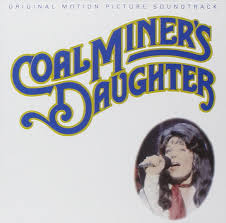 ORIGINAL MOTION PICTURE SOUNDTRACK
COAL MINER'S
DAUGHTER